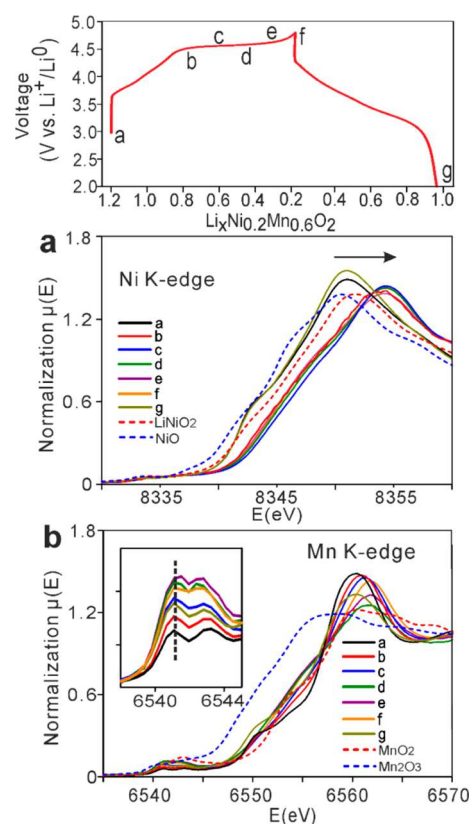 5.0
4.5
4.0
3.5
3.0
2.5
2.0
Voltage
(V vs. Li+/Li0)
a
b
c
d
e
f
g
1.2 1.0 0.8 0.6 0.4 0.2 0.4 0.6 0.8 1.0
LixNi0.2Mn0.6O2
a
Ni K-edge
1.8
1.2
0.6
0
Normalization μ(E)
a
b
c
d
e
f
g
LiNiO2
NiO
8335 8345 8355
E(eV)
b
Mn K-edge
1.8
1.2
0.6
0.0
Normalization μ(E)
6540 6544
a
b
c
d
e
f
g
MnO2
Mn2O3
6540 6550 6560 6570
E(eV)